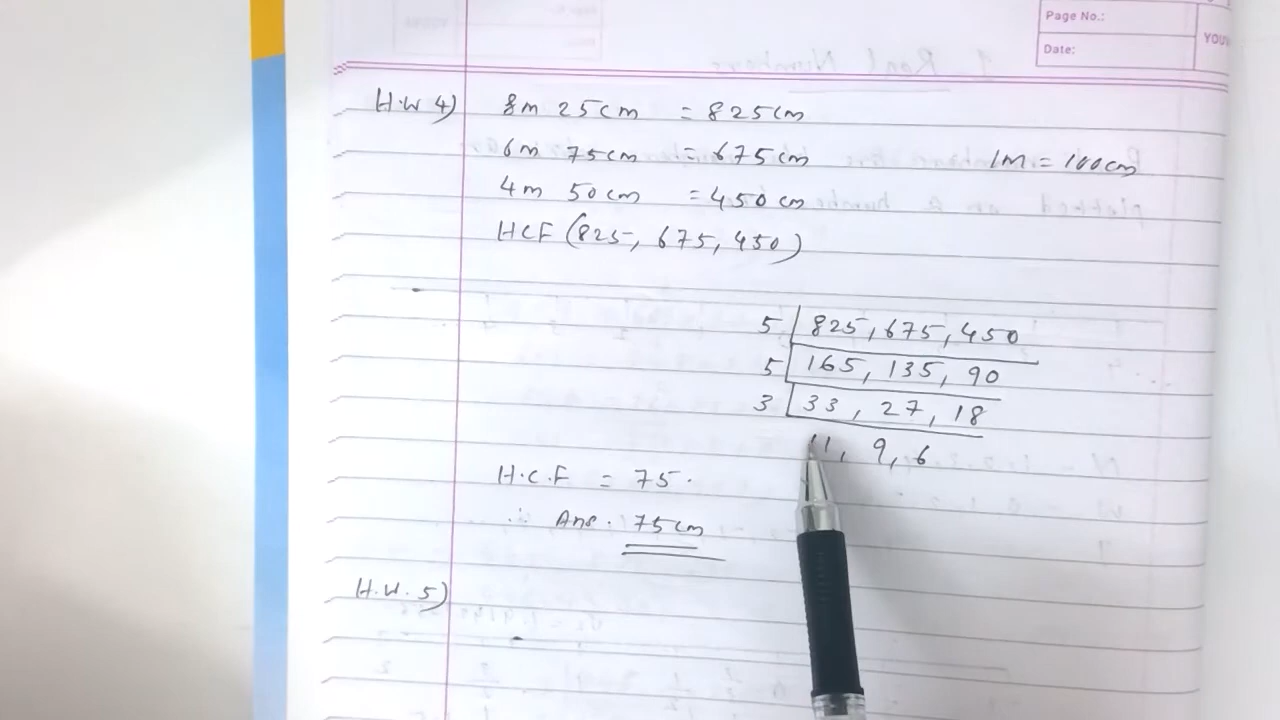 Page No.:
Date:
YOUV
H.W 4) 8m 25cm = 825cm
6m 75cm = 675cm 1m = 100cm
4m 50cm = 450cm
HCF (825, 675, 450)
5 825, 675, 450
5 165, 135, 90
3 33, 27, 18
11, 9, 6
H.C.F = 75.
∴ Ans. 75cm
H.W. 5)